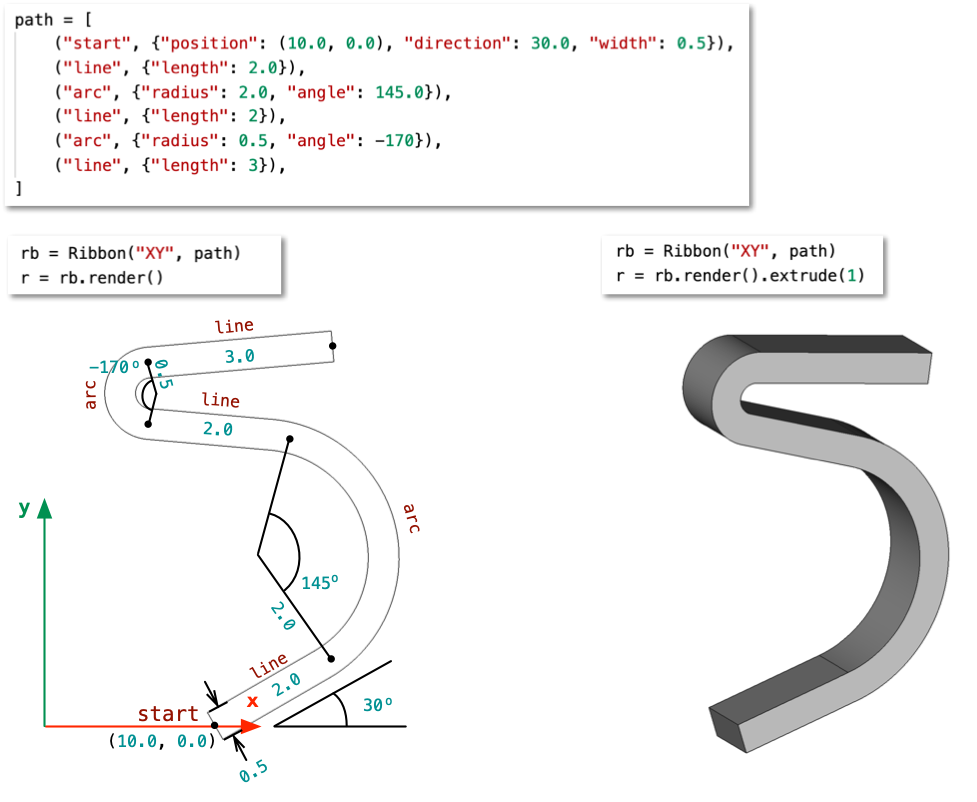 path = [
    ("start", {"position": (10.0, 0.0), "direction": 30.0, "width": 0.5}),
    ("line", {"length": 2.0}),
    ("arc", {"radius": 2.0, "angle": 145.0}),
    ("line", {"length": 2}),
    ("arc", {"radius": 0.5, "angle": −170}),
    ("line", {"length": 3}),
]
rb = Ribbon("XY", path)
r = rb.render()
rb = Ribbon("XY", path)
r = rb.render().extrude(1)
line
3.0
−170°
0.5
arc
line
2.0
y
arc
145°
2.0
line
2.0
x
30°
start
(10.0, 0.0)
0.5